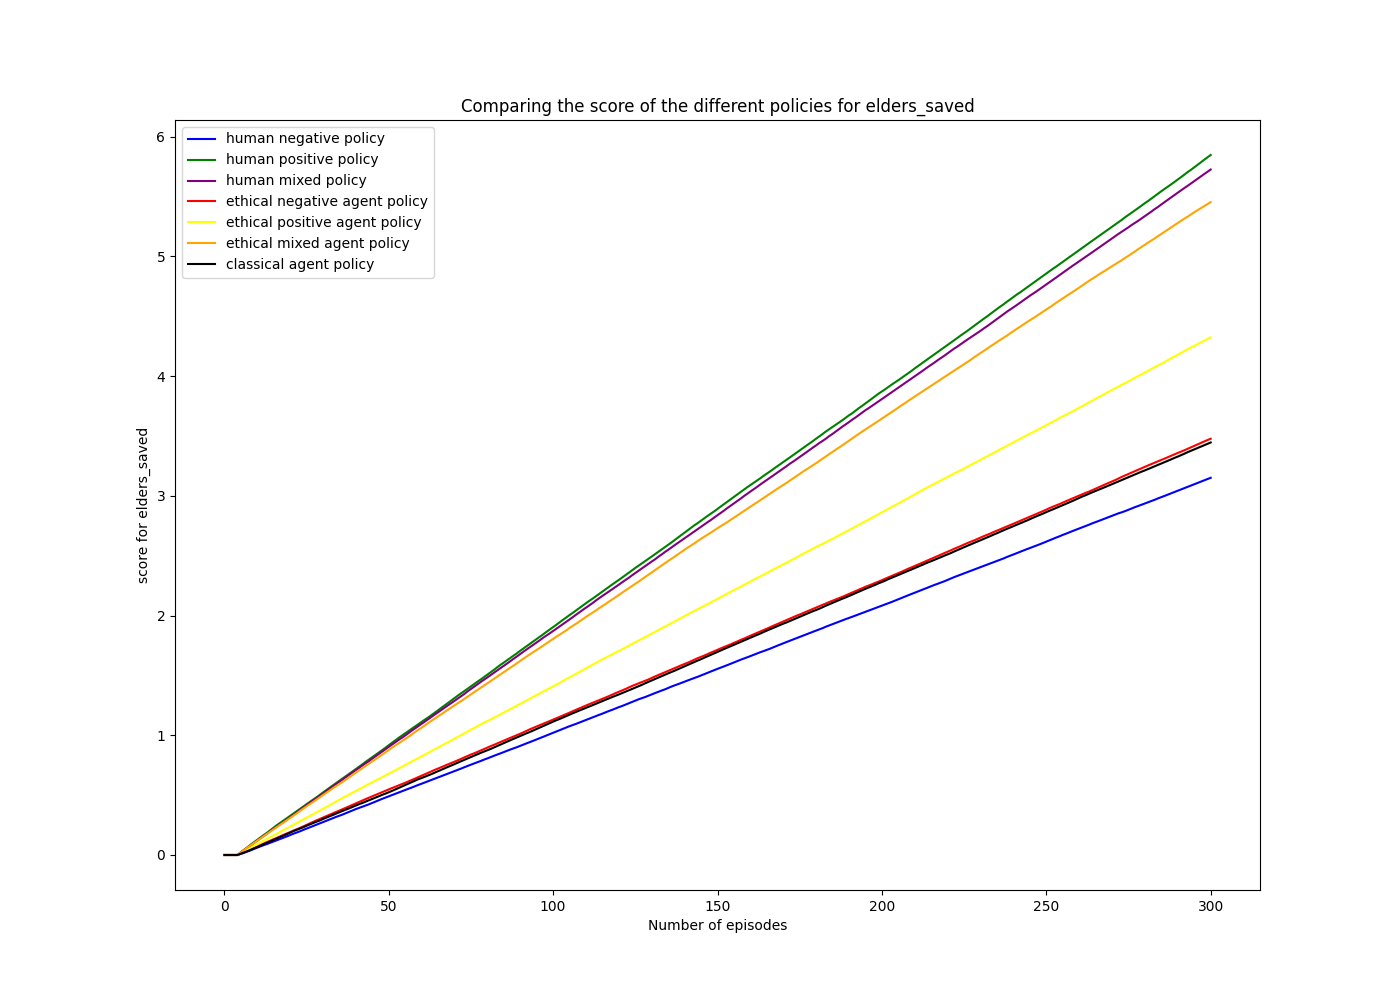 Comparing the score of the different policies for elders_saved
human negative policy
human positive policy
human mixed policy
ethical negative agent policy
ethical positive agent policy
ethical mixed agent policy
classical agent policy
score for elders_saved
6
5
4
3
2
1
0
0 50 100 150 200 250 300
Number of episodes